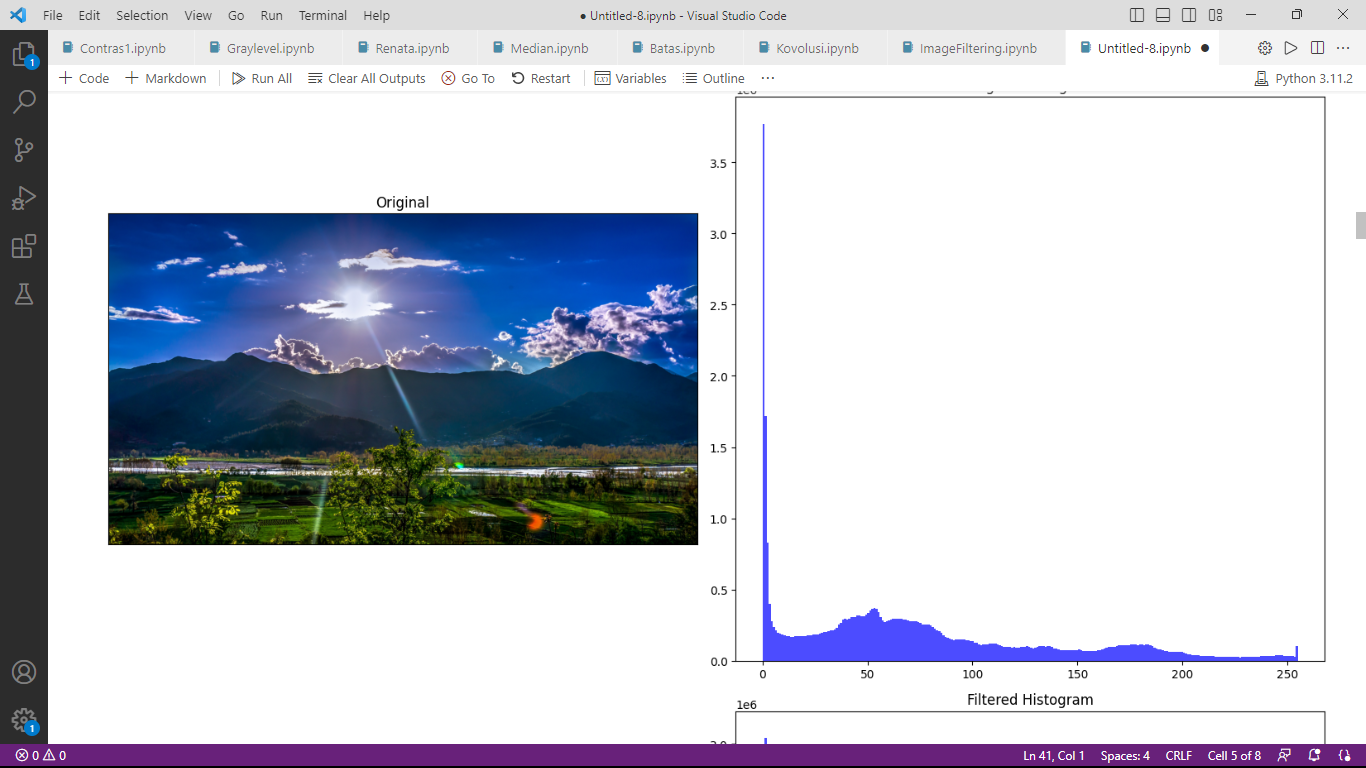 File Edit Selection View Go Run Terminal Help
● Untitled-8.ipynb - Visual Studio Code
Contras1.ipynb Graylevel.ipynb Renata.ipynb Median.ipynb Batas.ipynb Kovolusi.ipynb ImageFiltering.ipynb Untitled-8.ipynb ●
+ Code + Markdown Run All Clear All Outputs Go To Restart Variables Outline ... Python 3.11.2
1
Original
3.5
3.0
2.5
2.0
1.5
1.0
0.5
0.0
0 50 100 150 200 250
Filtered Histogram
1e6
1
0 0 Ln 41, Col 1 Spaces: 4 CRLF Cell 5 of 8